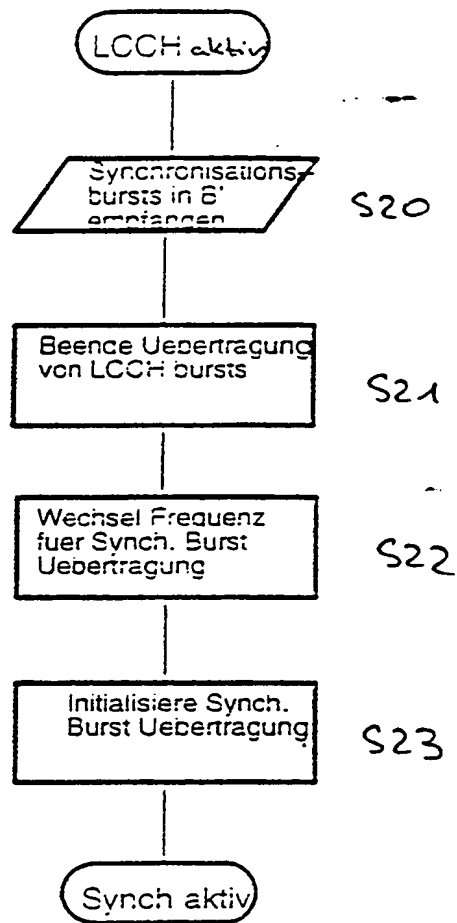 LCCH aktiv
Synchronisations-
bursts in B'
empfangen
S20
Beende Uebertragung
von LCCH bursts
S21
Wechsel Frequenz
fuer Synch. Burst
Uebertragung
S22
Initialisiere Synch.
Burst Uebertragung
S23
Synch aktiv